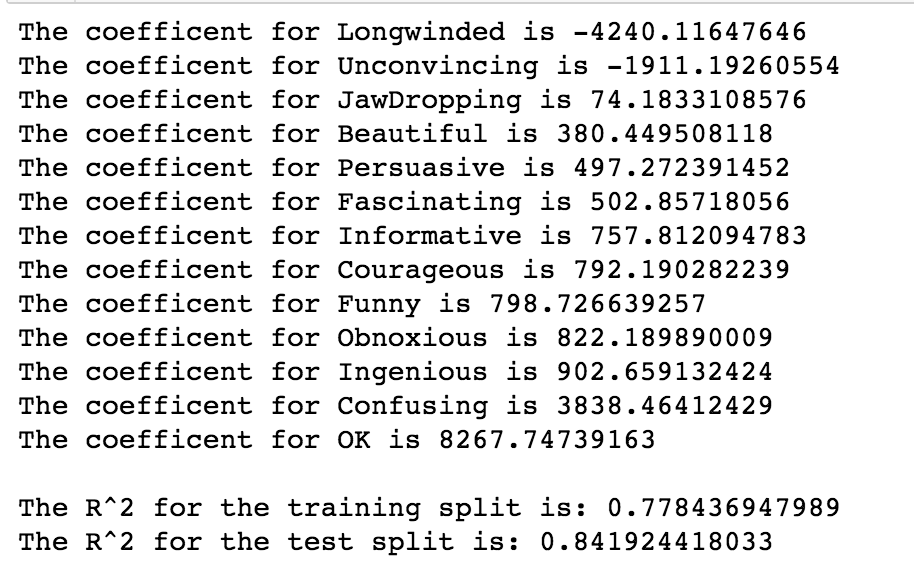 The coefficent for Longwinded is -4240.11647646
The coefficent for Unconvincing is -1911.19260554
The coefficent for JawDropping is 74.1833108576
The coefficent for Beautiful is 380.449508118
The coefficent for Persuasive is 497.272391452
The coefficent for Fascinating is 502.85718056
The coefficent for Informative is 757.812094783
The coefficent for Courageous is 792.190282239
The coefficent for Funny is 798.726639257
The coefficent for Obnoxious is 822.189890009
The coefficent for Ingenious is 902.659132424
The coefficent for Confusing is 3838.46412429
The coefficent for OK is 8267.74739163
The R^2 for the training split is: 0.778436947989
The R^2 for the test split is: 0.841924418033